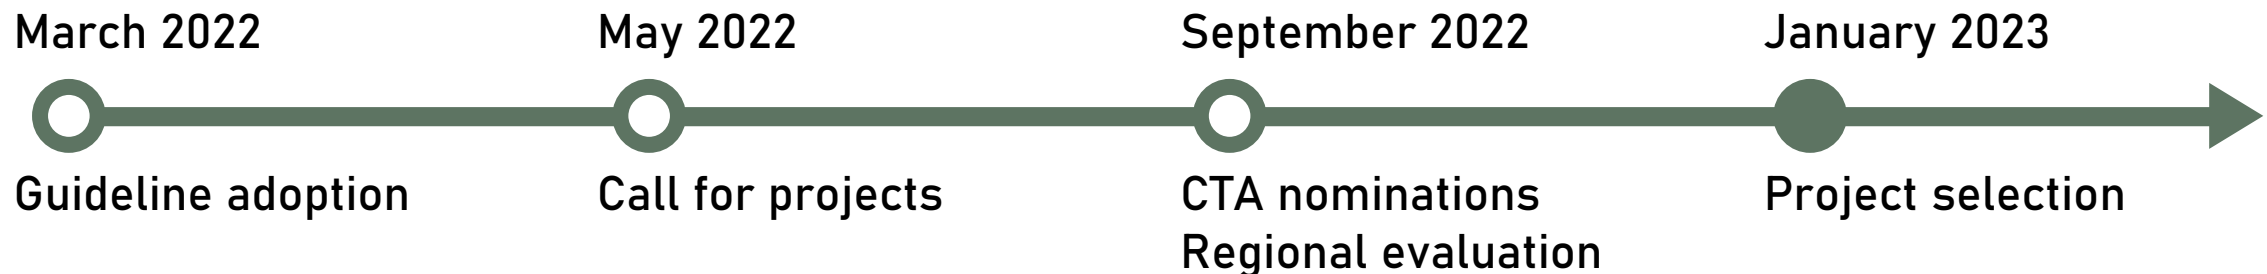 March 2022
May 2022
September 2022
January 2023
Guideline adoption
Call for projects
CTA nominations
Regional evaluation
Project selection